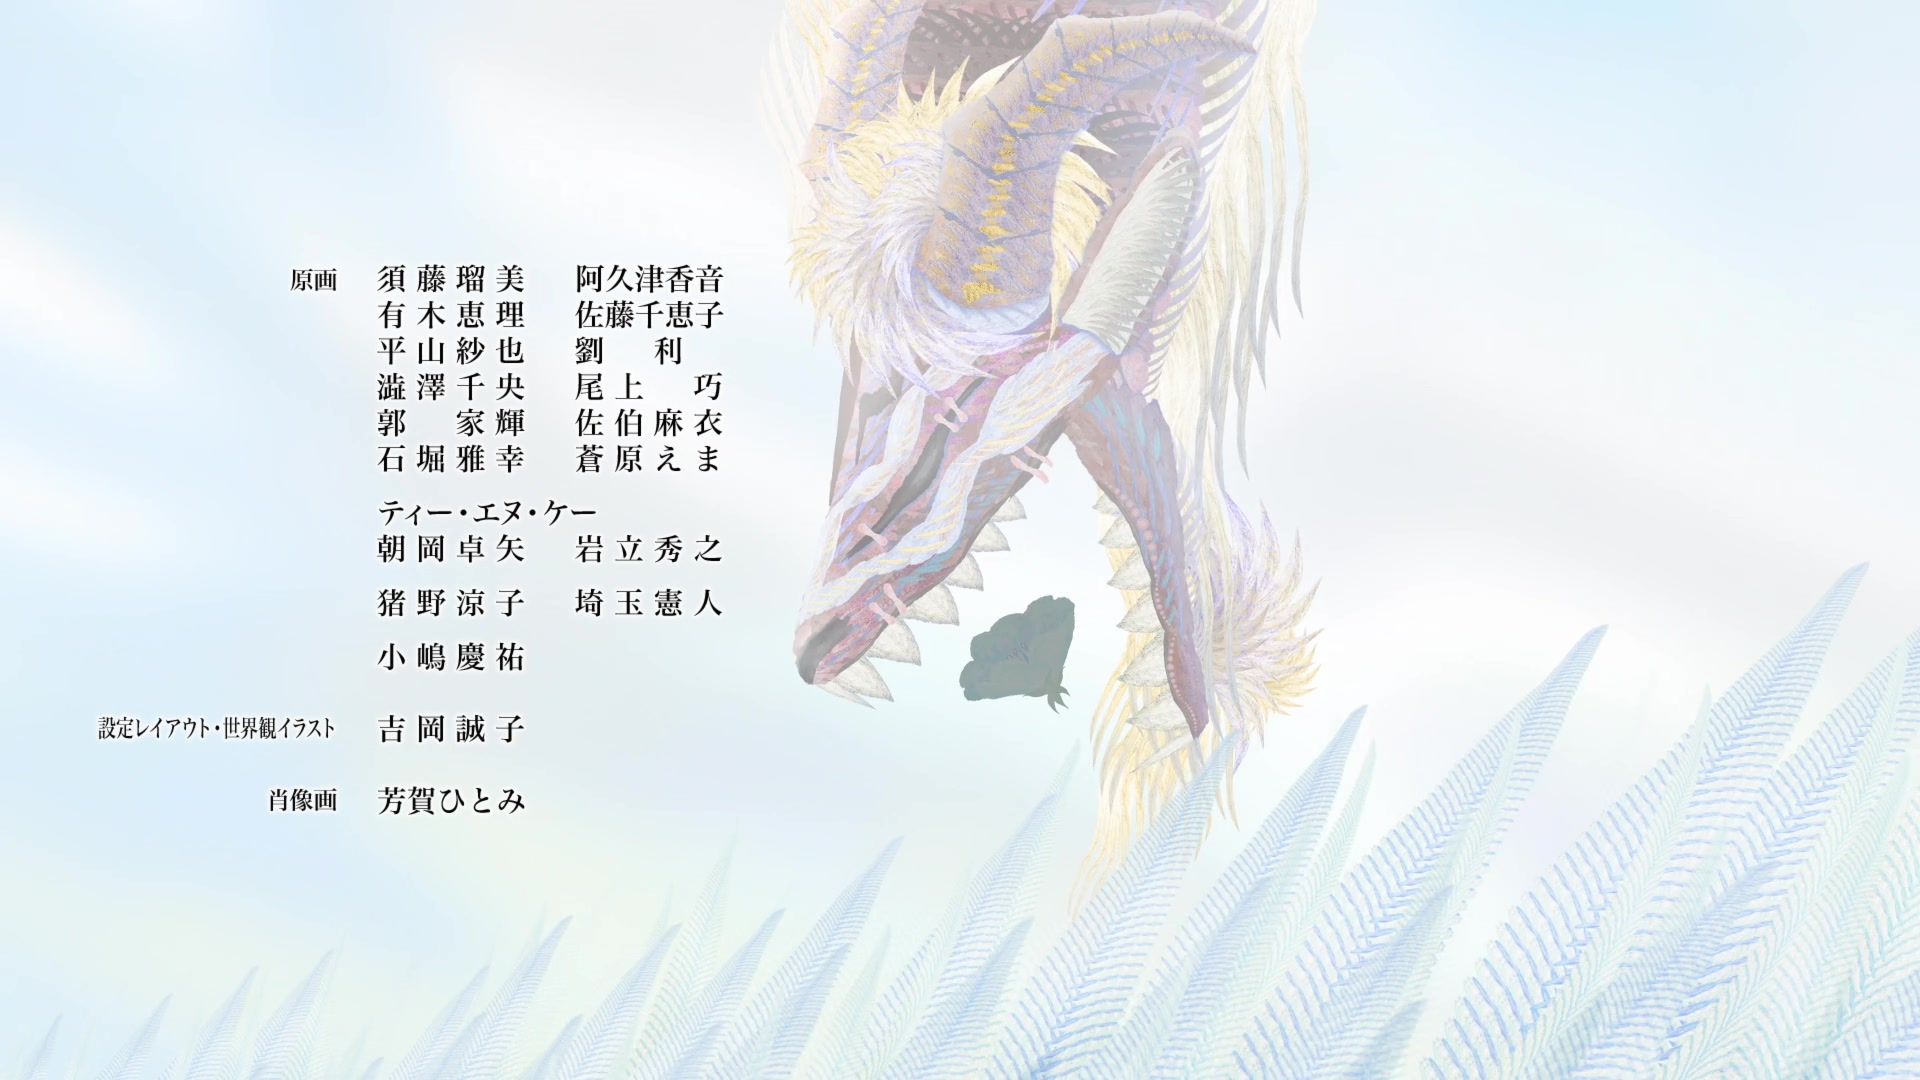 原画 須藤瑠美 阿久津香音
有木恵理 佐藤千恵子
平山紗也 劉利
澁澤千央 尾上巧
郭家輝 佐伯麻衣
石堀雅幸 蒼原えま
ティー・エヌ・ケー
朝岡卓矢 岩立秀之
猪野涼子 埼玉憲人
小嶋慶祐
設定レイアウト・世界観イラスト 吉岡誠子
肖像画 芳賀ひとみ